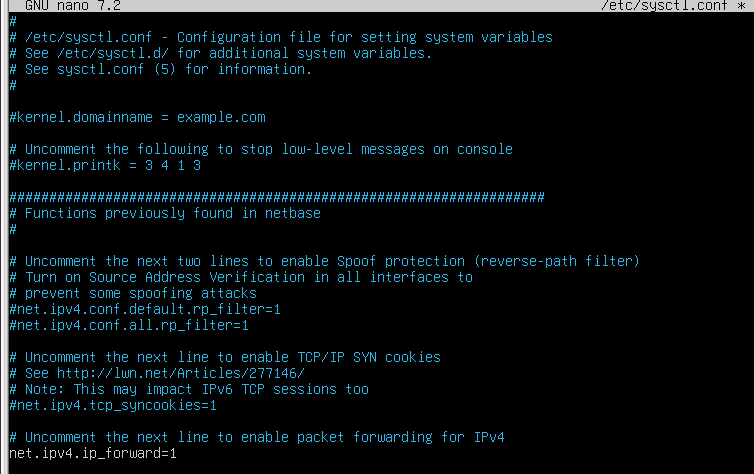 GNU nano 7.2 /etc/sysctl.conf *
#
# /etc/sysctl.conf - Configuration file for setting system variables
# See /etc/sysctl.d/ for additional system variables.
# See sysctl.conf (5) for information.
#
#kernel.domainname = example.com
# Uncomment the following to stop low-level messages on console
#kernel.printk = 3 4 1 3
###################################################################
# Functions previously found in netbase
#
# Uncomment the next two lines to enable Spoof protection (reverse-path filter)
# Turn on Source Address Verification in all interfaces to
# prevent some spoofing attacks
#net.ipv4.conf.default.rp_filter=1
#net.ipv4.conf.all.rp_filter=1
# Uncomment the next line to enable TCP/IP SYN cookies
# See http://lwn.net/Articles/277146/
# Note: This may impact IPv6 TCP sessions too
#net.ipv4.tcp_syncookies=1
# Uncomment the next line to enable packet forwarding for IPv4
net.ipv4.ip_forward=1